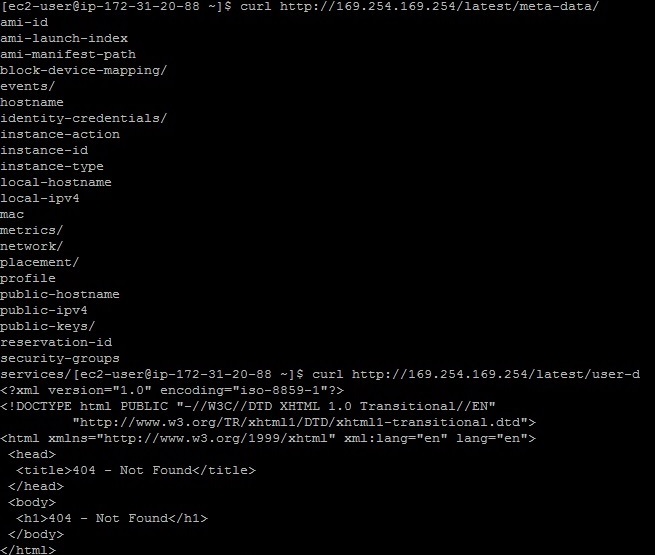 [ec2-user@ip-172-31-20-88 ~]$ curl http://169.254.169.254/latest/meta-data/
ami-id
ami-launch-index
ami-manifest-path
block-device-mapping/
events/
hostname
identity-credentials/
instance-action
instance-id
instance-type
local-hostname
local-ipv4
mac
metrics/
network/
placement/
profile
public-hostname
public-ipv4
public-keys/
reservation-id
security-groups
services/[ec2-user@ip-172-31-20-88 ~]$ curl http://169.254.169.254/latest/user-d
<?xml version="1.0" encoding="iso-8859-1"?>
<!DOCTYPE html PUBLIC "-//W3C//DTD XHTML 1.0 Transitional//EN"
         "http://www.w3.org/TR/xhtml1/DTD/xhtml1-transitional.dtd">
<html xmlns="http://www.w3.org/1999/xhtml" xml:lang="en" lang="en">
 <head>
  <title>404 - Not Found</title>
 </head>
 <body>
  <h1>404 - Not Found</h1>
 </body>
</html>